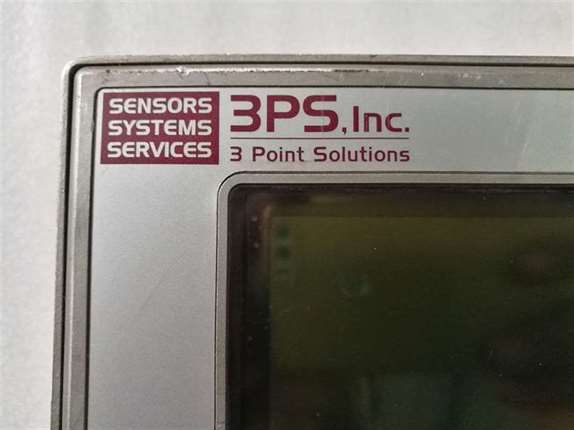 SENSORS
SYSTEMS
SERVICES
3PS, Inc.
3 Point Solutions